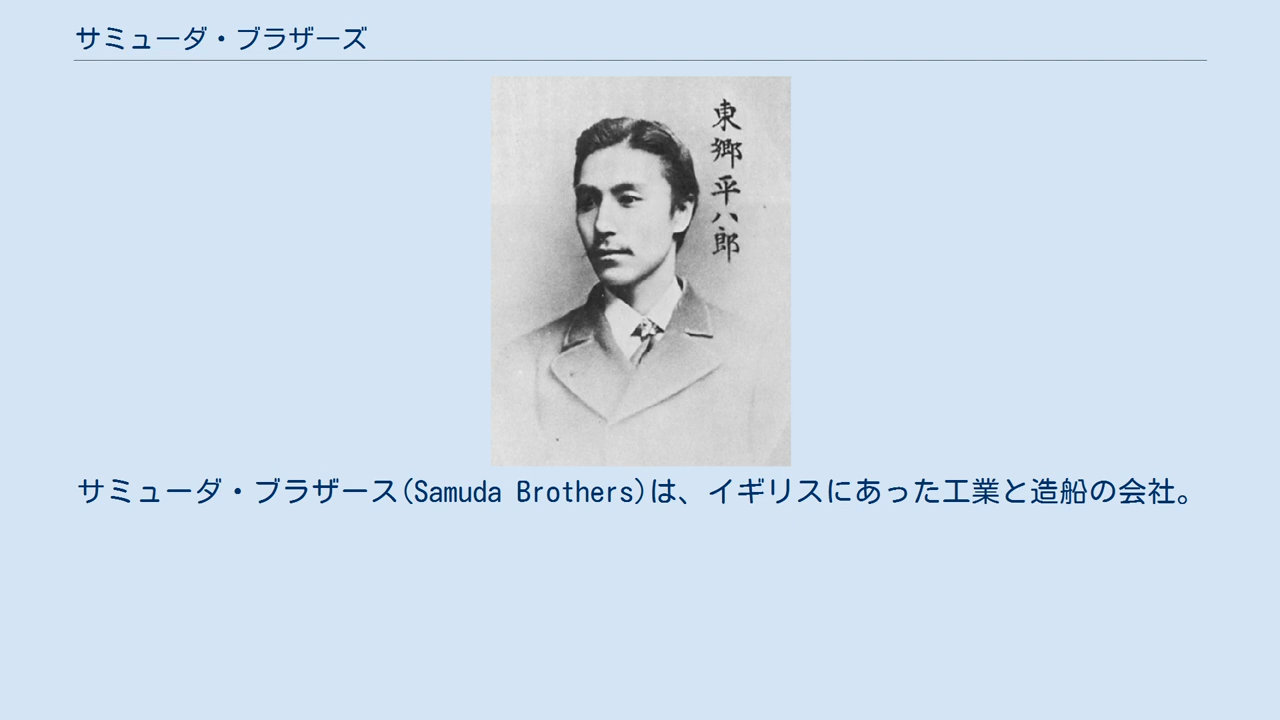 サミューダ・ブラザーズ
東郷平八郎
サミューダ・ブラザース(Samuda Brothers)は、イギリスにあった工業と造船の会社。